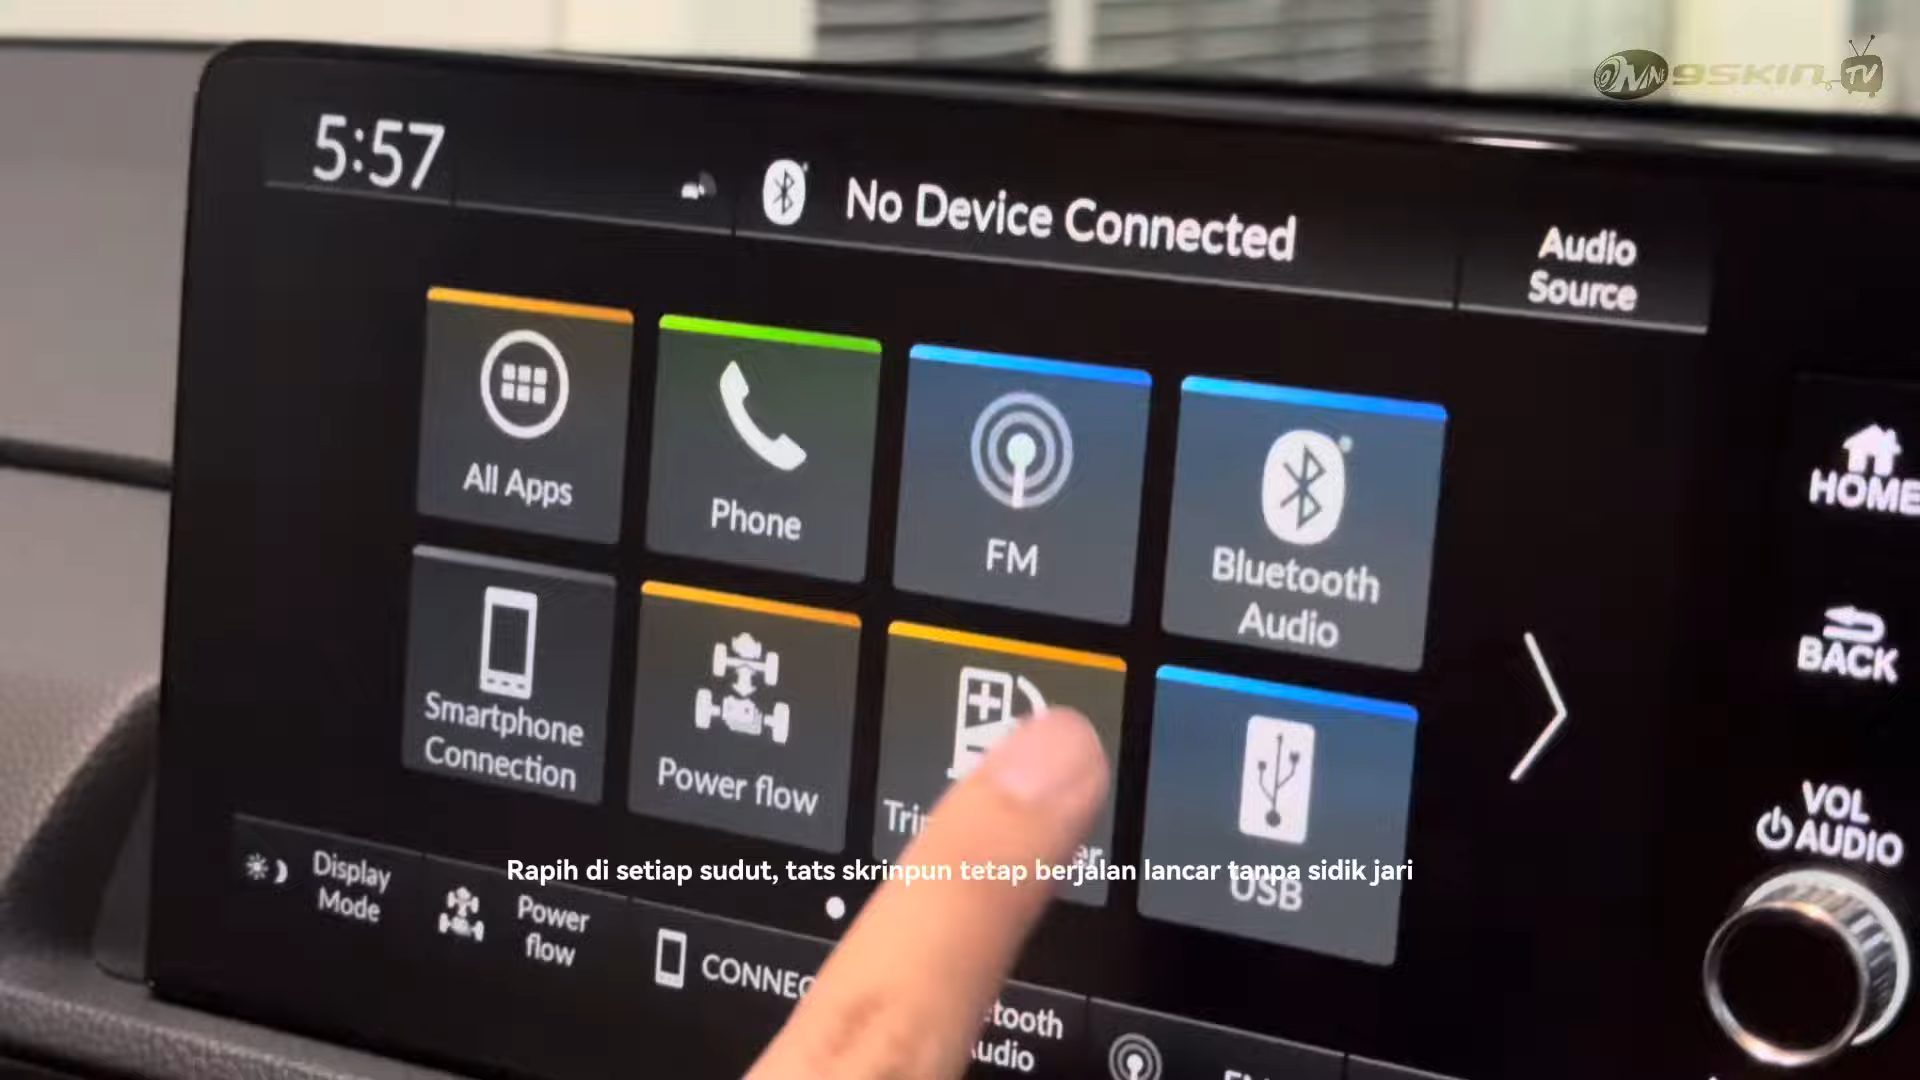 9SKIN TV
5:57
No Device Connected
Audio
Source
All Apps
Phone
FM
Bluetooth
Audio
HOME
Smartphone
Connection
Power flow
USB
BACK
VOL
AUDIO
Rapih di setiap sudut, tats skrinpun tetap berjalan lancar tanpa sidik jari
Display
Mode
Power
flow